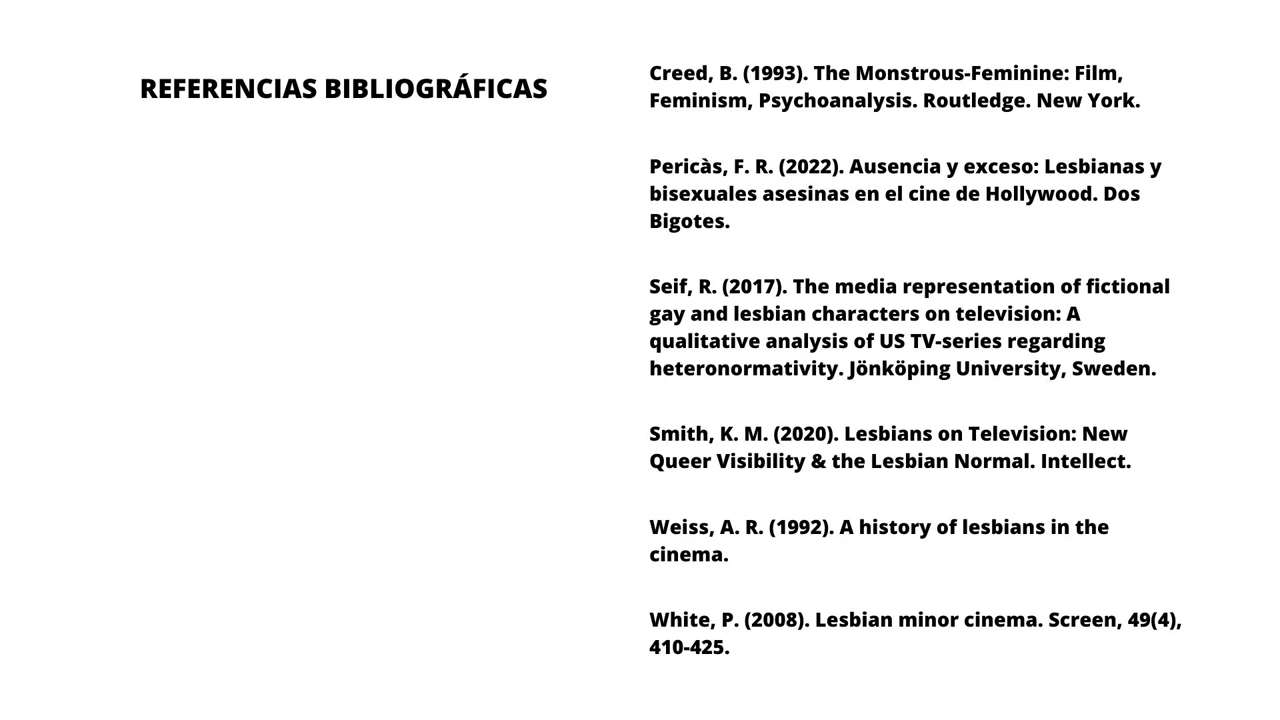 REFERENCIAS BIBLIOGRÁFICAS
Creed, B. (1993). The Monstrous-Feminine: Film,
Feminism, Psychoanalysis. Routledge. New York.
Pericàs, F. R. (2022). Ausencia y exceso: Lesbianas y
bisexuales asesinas en el cine de Hollywood. Dos
Bigotes.
Seif, R. (2017). The media representation of fictional
gay and lesbian characters on television: A
qualitative analysis of US TV-series regarding
heteronormativity. Jönköping University, Sweden.
Smith, K. M. (2020). Lesbians on Television: New
Queer Visibility & the Lesbian Normal. Intellect.
Weiss, A. R. (1992). A history of lesbians in the
cinema.
White, P. (2008). Lesbian minor cinema. Screen, 49(4),
410-425.